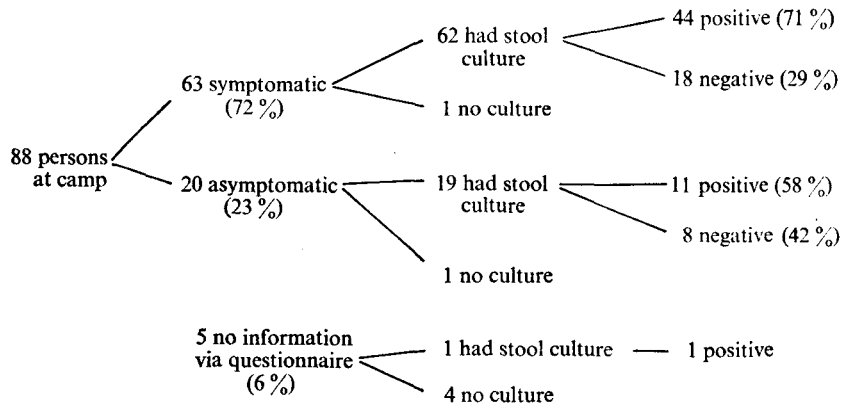 88 persons
at camp
63 symptomatic
(72 %)
62 had stool
culture
44 positive (71 %)
18 negative (29 %)
1 no culture
20 asymptomatic
(23 %)
19 had stool
culture
11 positive (58 %)
8 negative (42 %)
1 no culture
5 no information
via questionnaire
(6 %)
1 had stool culture
1 positive
4 no culture